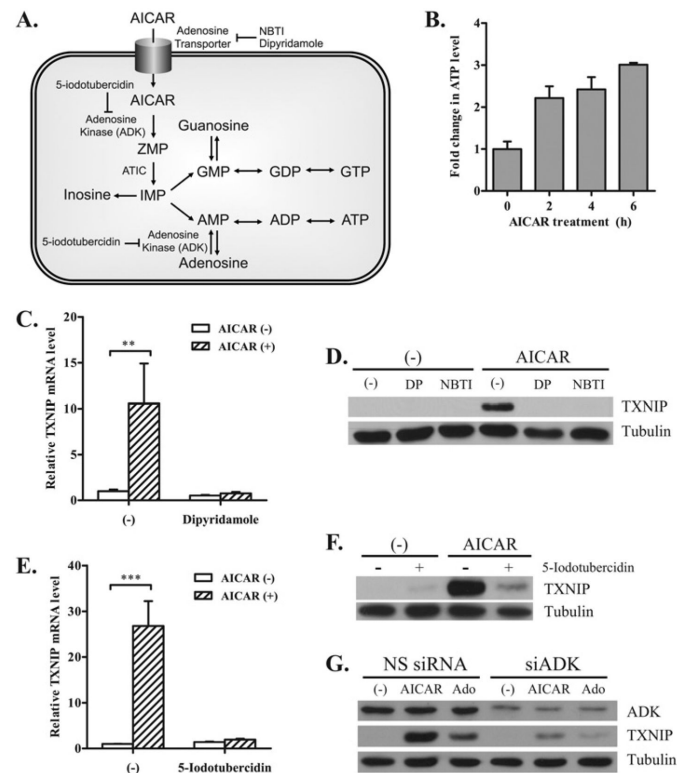 A.
AICAR
Adenosine
Transporter
NBTI
Dipyridamole
5-iodotubercidin
AICAR
Adenosine
Kinase (ADK)
ZMP
Guanosine
ATIC
GMP
GDP
GTP
Inosine
IMP
AMP
ADP
ATP
5-iodotubercidin
Adenosine
Kinase (ADK)
Adenosine
B.
Fold change in ATP level
4
3
2
1
0
0 2 4 6
AICAR treatment (h)
C.
Relative TXNIP mRNA level
20
15
10
5
0
**
AICAR (-)
AICAR (+)
(-) Dipyridamole
D.
(-) AICAR
(-) DP NBTI (-) DP NBTI
TXNIP
Tubulin
E.
Relative TXNIP mRNA level
40
30
20
10
0
***
AICAR (-)
AICAR (+)
(-) 5-Iodotubercidin
F.
(-) AICAR
- + - + 5-Iodotubercidin
TXNIP
Tubulin
G.
NS siRNA siADK
(-) AICAR Ado (-) AICAR Ado
ADK
TXNIP
Tubulin